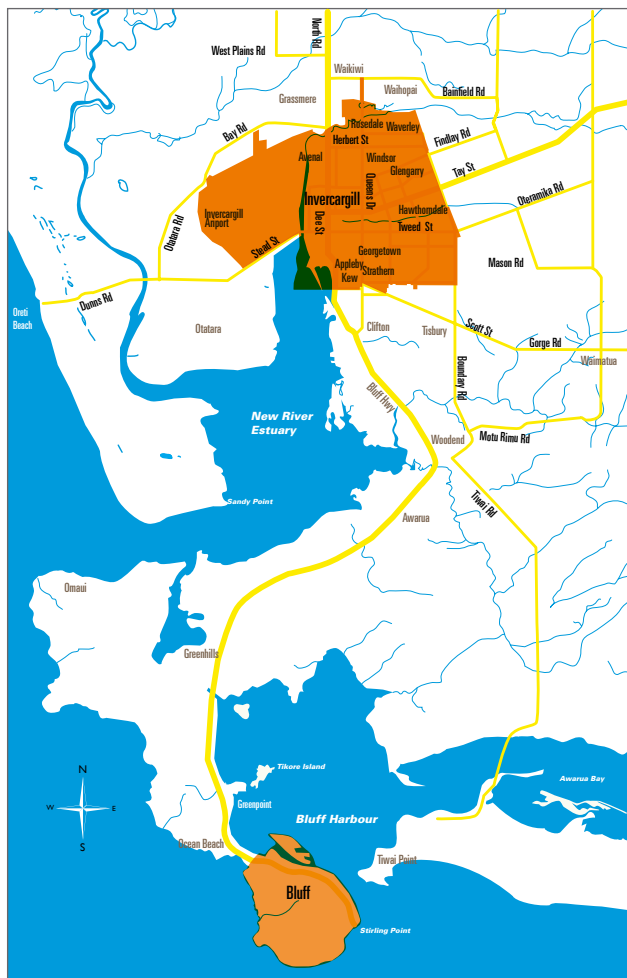 North Rd
West Plains Rd
Waikiwi
Waihopai
Bainfield Rd
Grassmere
Bay Rd
Rosedale
Waverley
Herbert St
Findlay Rd
Avenal
Windsor
Glengarry
Tay St
Queens Dr
Invercargill
Oteramika Rd
Hawthorndale
Invercargill
Airport
Dee St
Tweed St
Otatara Rd
Stead St
Georgetown
Appleby
Strathern
Mason Rd
Kew
Dunns Rd
Oreti
Beach
Otatara
Clifton
Tisbury
Scott St
Gorge Rd
Waimatua
Boundary Rd
Bluff Hwy
New River
Estuary
Woodend
Motu Rimu Rd
Sandy Point
Tiwai Rd
Awarua
Omaui
Greenhills
N
W
E
S
Tikore Island
Awarua Bay
Greenpoint
Bluff Harbour
Ocean Beach
Tiwai Point
Bluff
Stirling Point